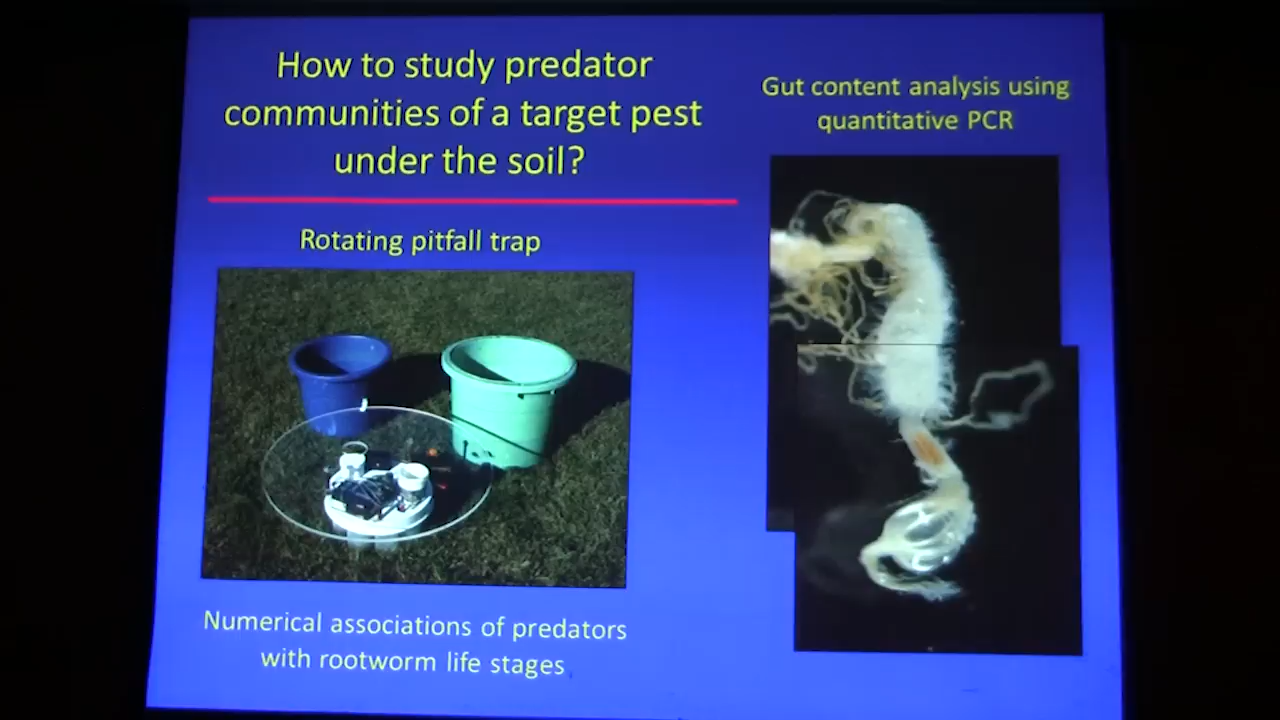 How to study predator
communities of a target pest
under the soil?
Rotating pitfall trap
Numerical associations of predators
with rootworm life stages
Gut content analysis using
quantitative PCR